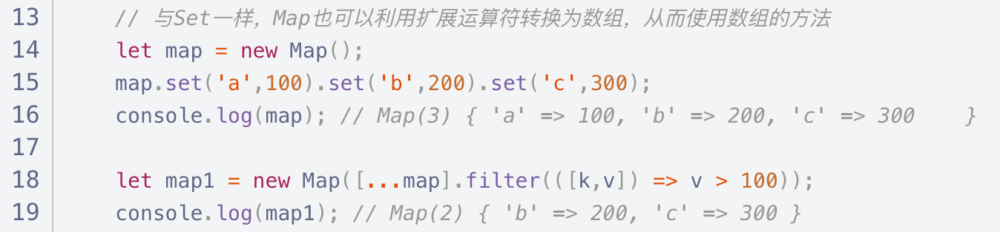 13 // 与Set一样，Map也可以利用扩展运算符转换为数组，从而使用数组的方法
14 let map = new Map();
15 map.set('a',100).set('b',200).set('c',300);
16 console.log(map); // Map(3) { 'a' => 100, 'b' => 200, 'c' => 300    }
17
18 let map1 = new Map([...map].filter(([k,v]) => v > 100));
19 console.log(map1); // Map(2) { 'b' => 200, 'c' => 300 }